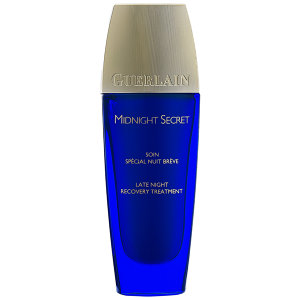 GUERLAIN
MIDNIGHT SECRET
SOIN
SPÉCIAL NUIT BRÈVE
LATE NIGHT
RECOVERY TREATMENT